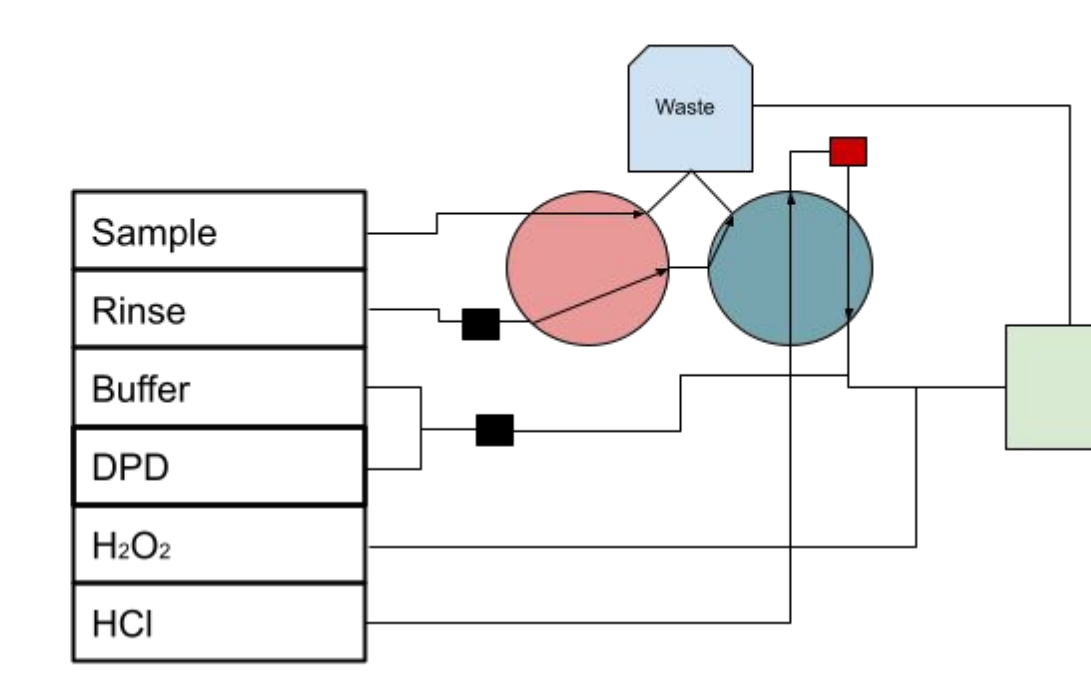 Waste
Sample
Rinse
Buffer
DPD
H₂O₂
HCl